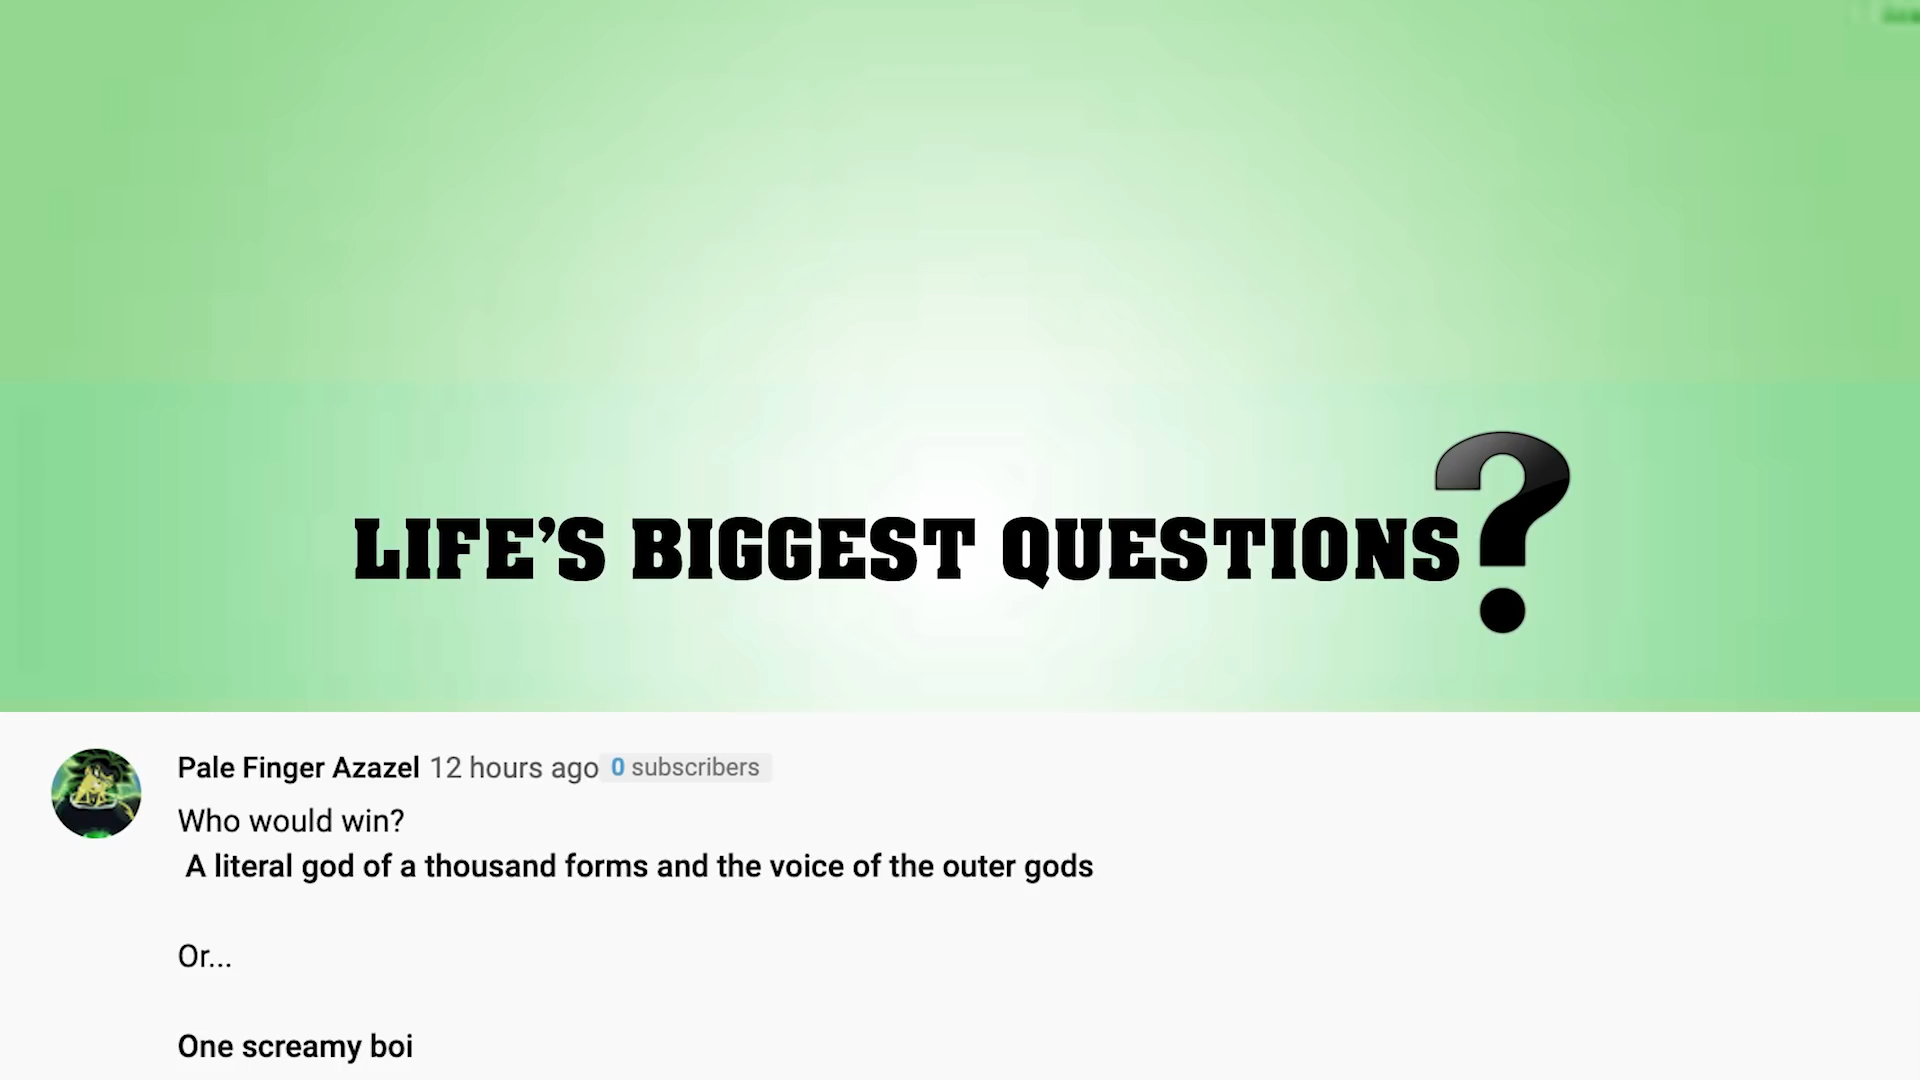 LIFE'S BIGGEST QUESTIONS?
Pale Finger Azazel 12 hours ago 0 subscribers
Who would win?
A literal god of a thousand forms and the voice of the outer gods
Or...
One screamy boi